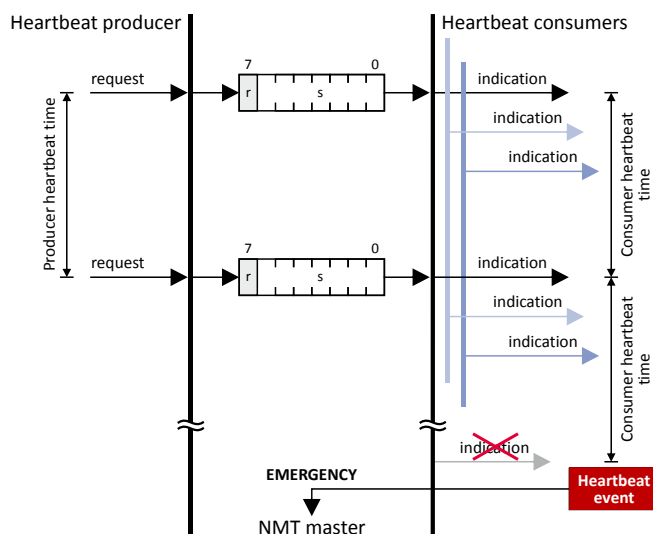 Heartbeat producer
Heartbeat consumers
7 0
request
r s
indication
indication
indication
Producer heartbeat time
Consumer heartbeat
time
7 0
request
r s
indication
indication
indication
Consumer heartbeat
time
indication
EMERGENCY
Heartbeat
event
NMT master